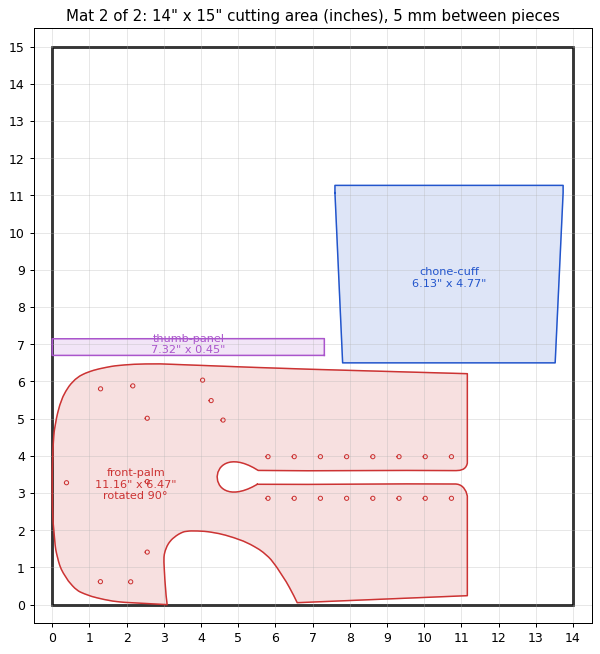 Mat 2 of 2: 14" x 15" cutting area (inches), 5 mm between pieces
15
14
13
12
11
10
9
8
7
6
5
4
3
2
1
0
chone-cuff
6.13" x 4.77"
thumb-panel
7.32" x 0.45"
front-palm
11.16" x 6.47"
rotated 90°
0 1 2 3 4 5 6 7 8 9 10 11 12 13 14